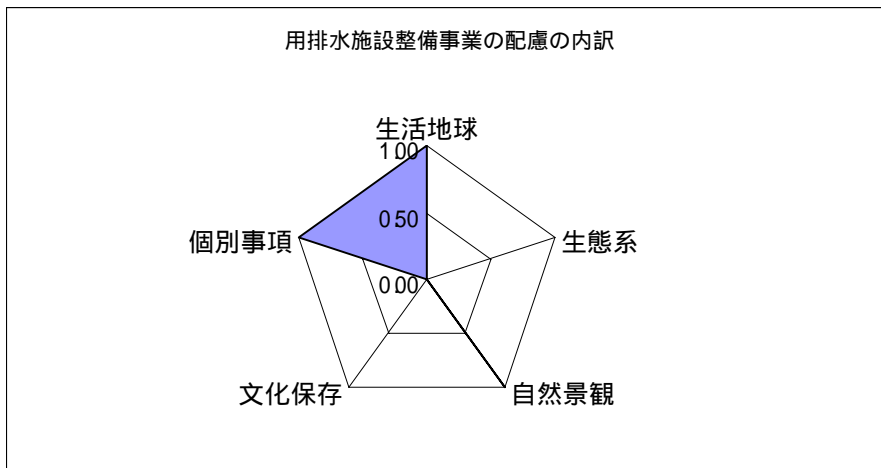 用排水施設整備事業の配慮の内訳
生活地球
1.00
0.50
0.00
個別事項
生態系
文化保存
自然景観